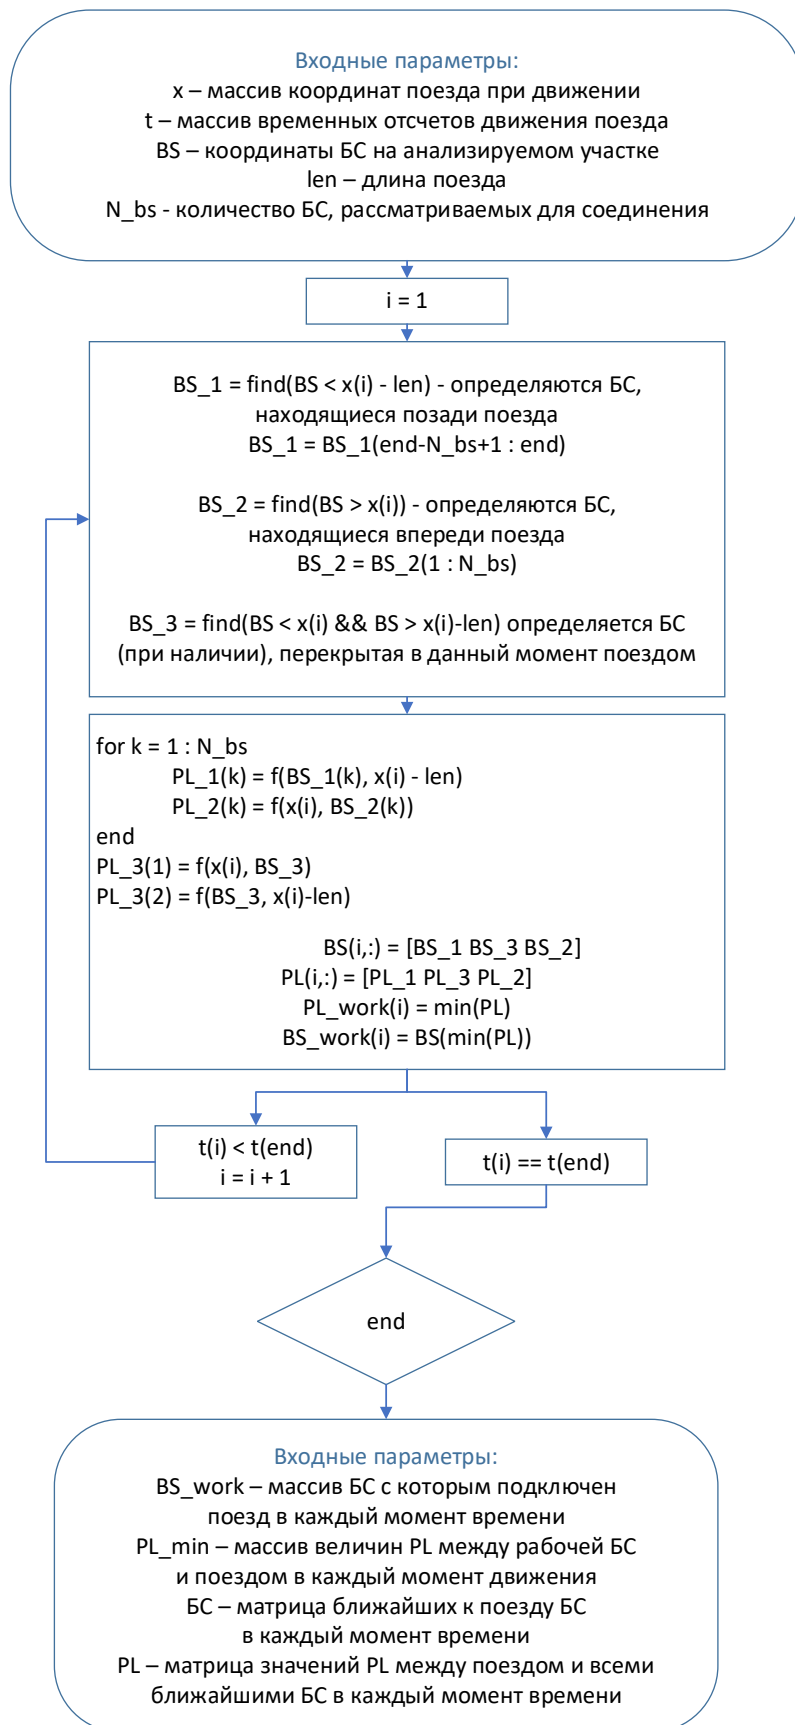 Входные параметры:
x – массив координат поезда при движении
t – массив временных отсчетов движения поезда
BS – координаты БС на анализируемом участке
len – длина поезда
N_bs - количество БС, рассматриваемых для соединения
i = 1
BS_1 = find(BS < x(i) - len) - определяются БС,
находящиеся позади поезда
BS_1 = BS_1(end-N_bs+1 : end)
BS_2 = find(BS > x(i)) - определяются БС,
находящиеся впереди поезда
BS_2 = BS_2(1 : N_bs)
BS_3 = find(BS < x(i) && BS > x(i)-len) определяется БС
(при наличии), перекрытая в данный момент поездом
for k = 1 : N_bs
PL_1(k) = f(BS_1(k), x(i) - len)
PL_2(k) = f(x(i), BS_2(k))
end
PL_3(1) = f(x(i), BS_3)
PL_3(2) = f(BS_3, x(i)-len)
BS(i,:) = [BS_1 BS_3 BS_2]
PL(i,:) = [PL_1 PL_3 PL_2]
PL_work(i) = min(PL)
BS_work(i) = BS(min(PL))
t(i) < t(end)
i = i + 1
t(i) == t(end)
end
Входные параметры:
BS_work – массив БС с которым подключен
поезд в каждый момент времени
PL_min – массив величин PL между рабочей БС
и поездом в каждый момент движения
БС – матрица ближайших к поезду БС
в каждый момент времени
PL – матрица значений PL между поездом и всеми
ближайшими БС в каждый момент времени